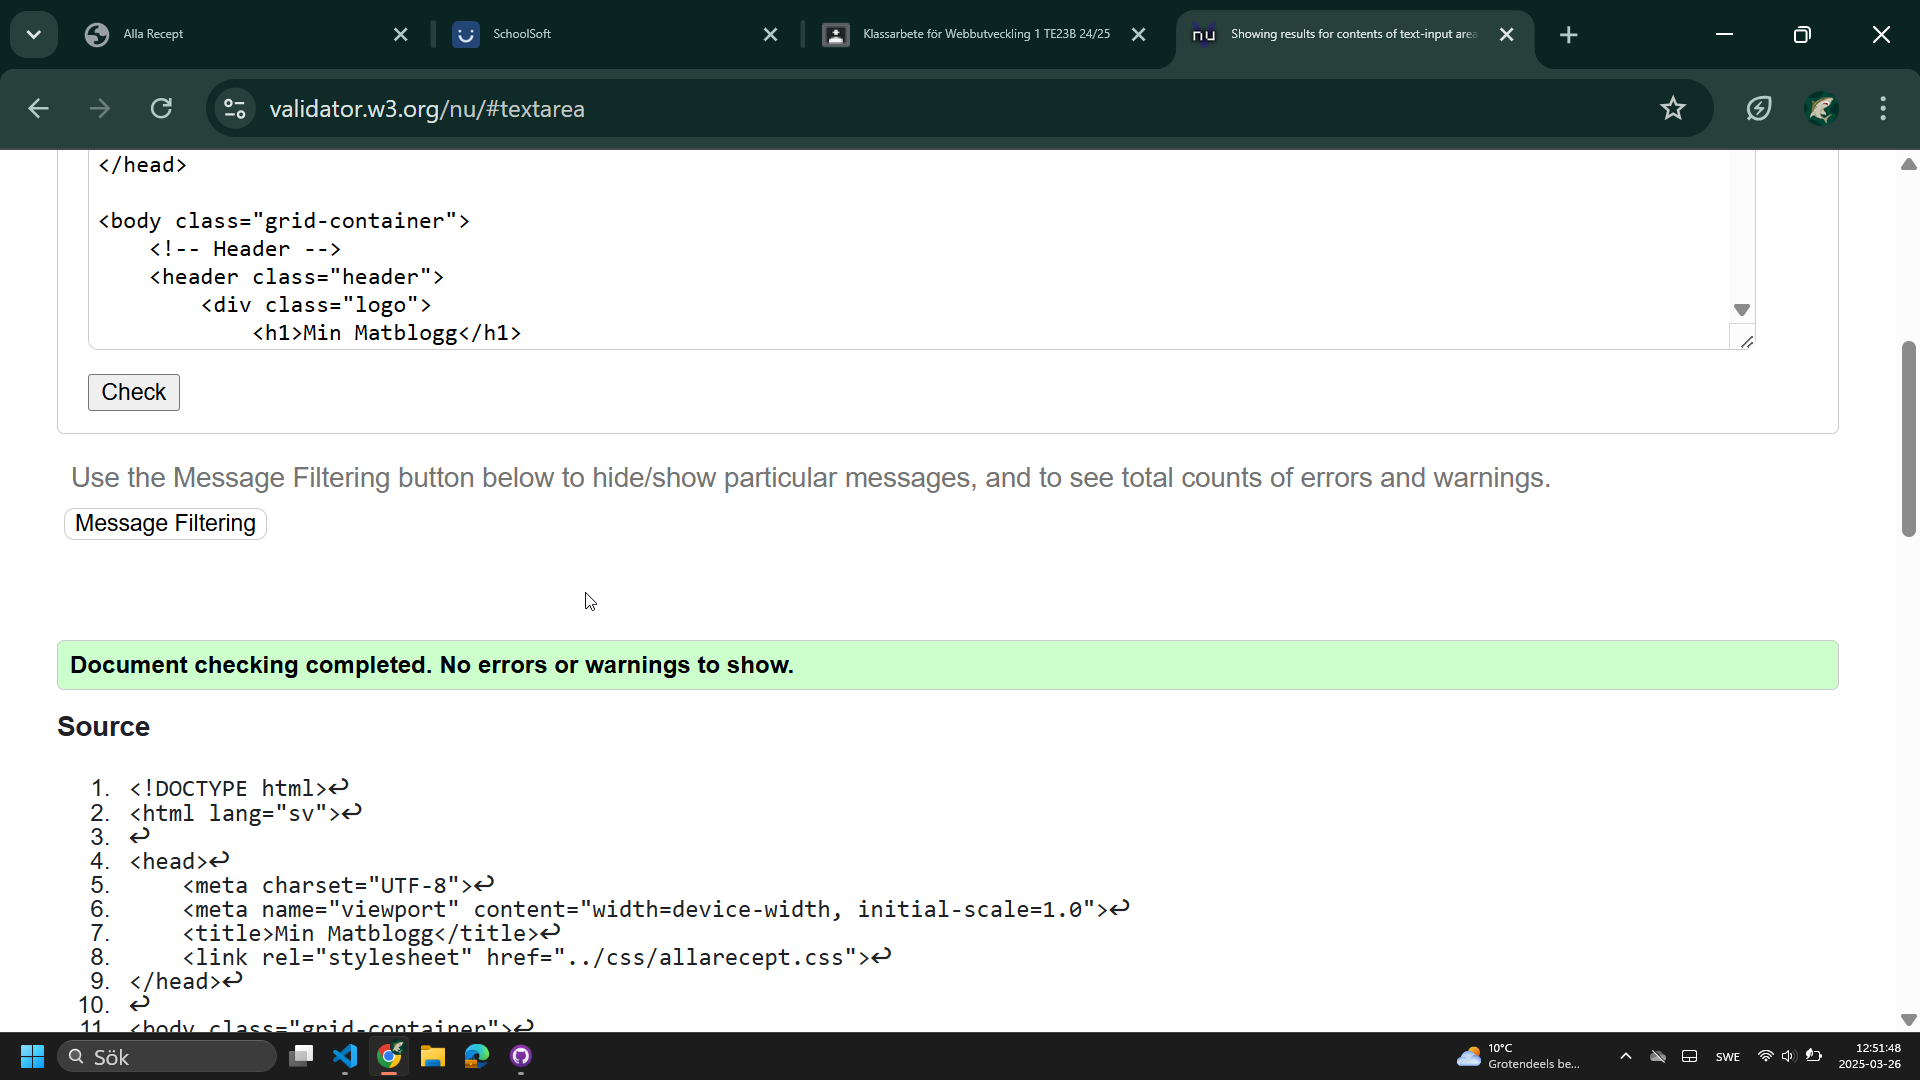 Alla Recept
SchoolSoft
Klassarbete för Webbutveckling 1 TE23B 24/25
nu
Showing results for contents of text-input area
validator.w3.org/nu/#textarea
</head>
<body class="grid-container">
<!-- Header -->
<header class="header">
<div class="logo">
<h1>Min Matblogg</h1>
Check
Use the Message Filtering button below to hide/show particular messages, and to see total counts of errors and warnings.
Message Filtering
Document checking completed. No errors or warnings to show.
Source
1. <!DOCTYPE html>↩
2. <html lang="sv">↩
3. ↩
4. <head>↩
5. <meta charset="UTF-8">↩
6. <meta name="viewport" content="width=device-width, initial-scale=1.0">↩
7. <title>Min Matblogg</title>↩
8. <link rel="stylesheet" href="../css/allarecept.css">↩
9. </head>↩
10. ↩
11. <body class="grid-container">↩
Sök
10°C
Grotendeels be...
SWE
12:51:48
2025-03-26